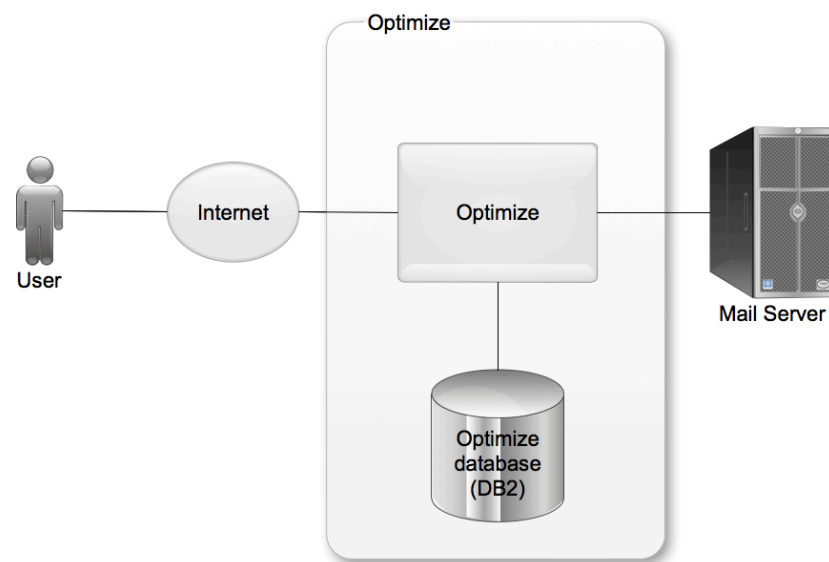 Optimize
Internet
Optimize
User
Mail Server
Optimize
database
(DB2)